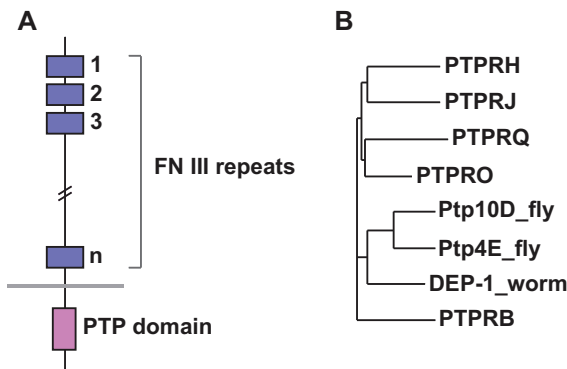 A
1
2
3
FN III repeats
n
PTP domain
B
PTPRH
PTPRJ
PTPRQ
PTPRO
Ptp10D_fly
Ptp4E_fly
DEP-1_worm
PTPRB